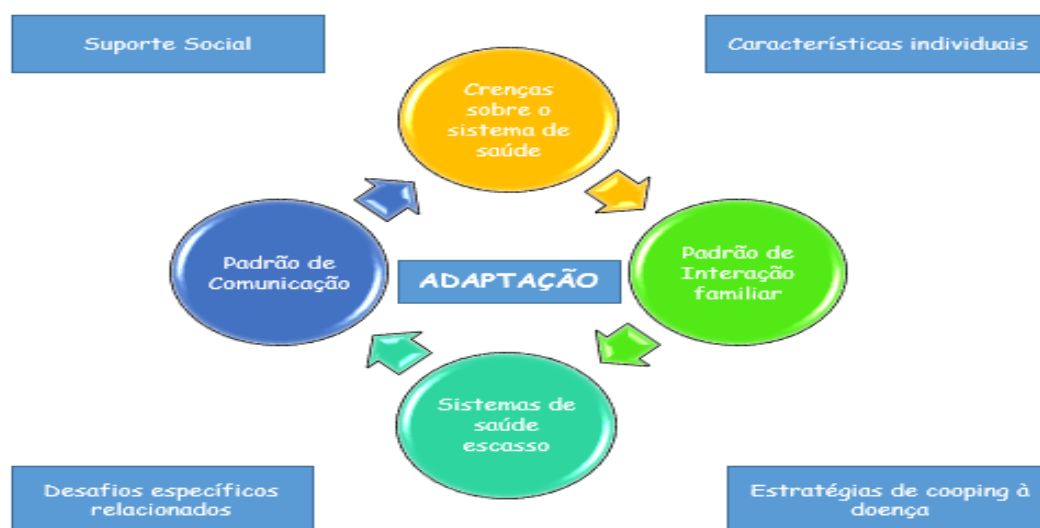 Suporte Social
Características individuais
Crenças
sobre o
sistema de
saúde
Padrão de
Comunicação
ADAPTAÇÃO
Padrão de
Interação
familiar
Sistemas de
saúde
escasso
Desafios específicos
relacionados
Estratégias de cooping à
doença